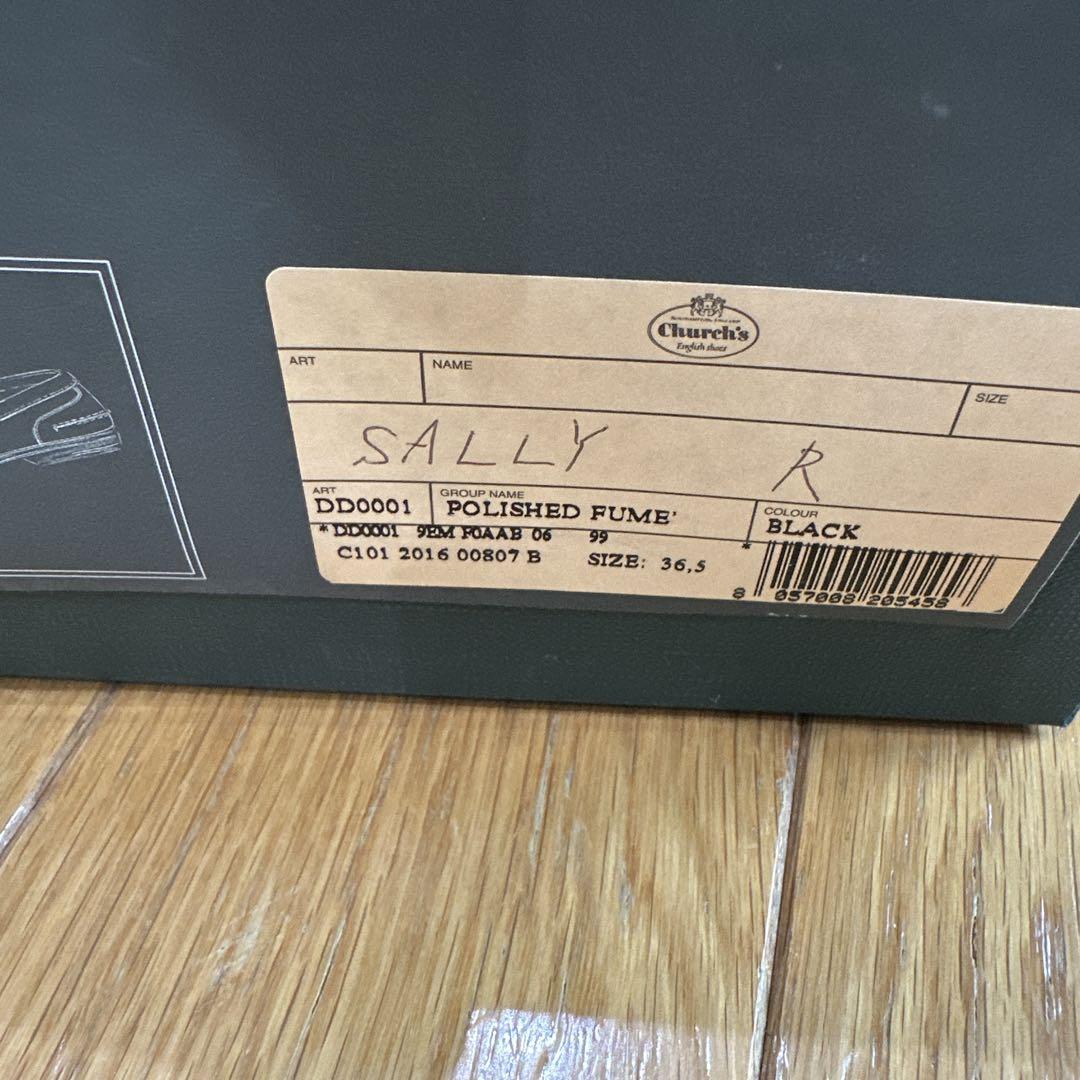 Church's
English shoes
ART NAME SIZE
SALLY R
ART GROUP NAME COLOUR
DD0001 POLISHED FUME' BLACK
*DD0001 9EM F0AAB 06 99
C101 2016 00807 B SIZE: 36,5 *
8 057008 205458